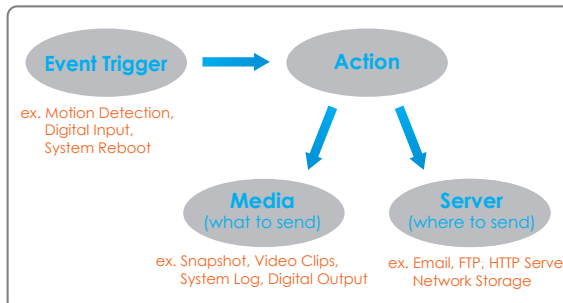 Event Trigger
Action
ex. Motion Detection,
Digital Input,
System Reboot
Media
(what to send)
Server
(where to send)
ex. Snapshot, Video Clips,
System Log, Digital Output
ex. Email, FTP, HTTP Serve
Network Storage